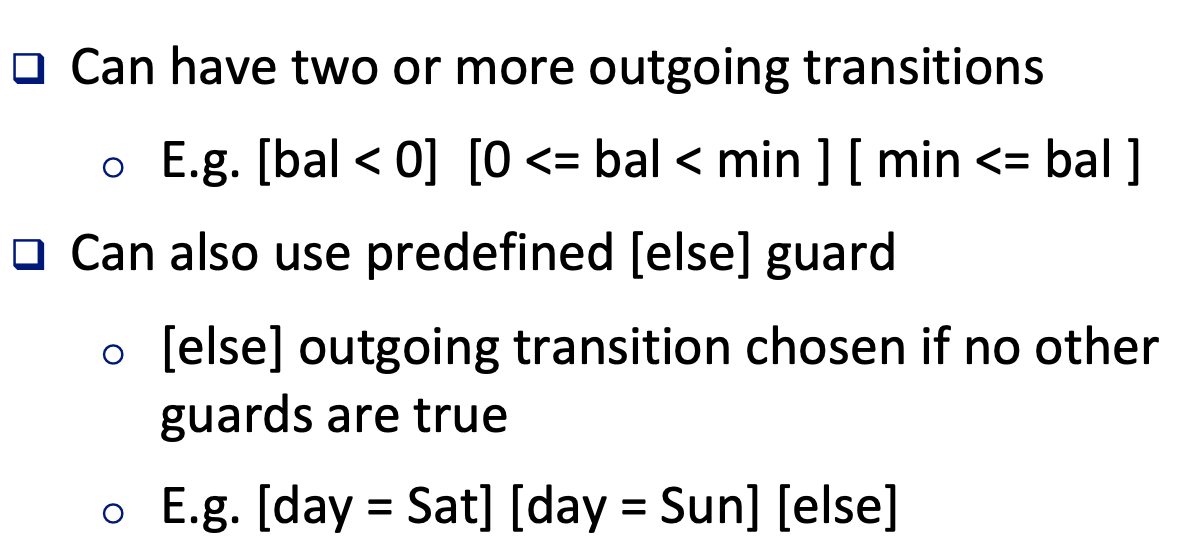 Can have two or more outgoing transitions
E.g. [bal < 0] [0 <= bal < min ] [ min <= bal ]
Can also use predefined [else] guard
[else] outgoing transition chosen if no other
guards are true
E.g. [day = Sat] [day = Sun] [else]